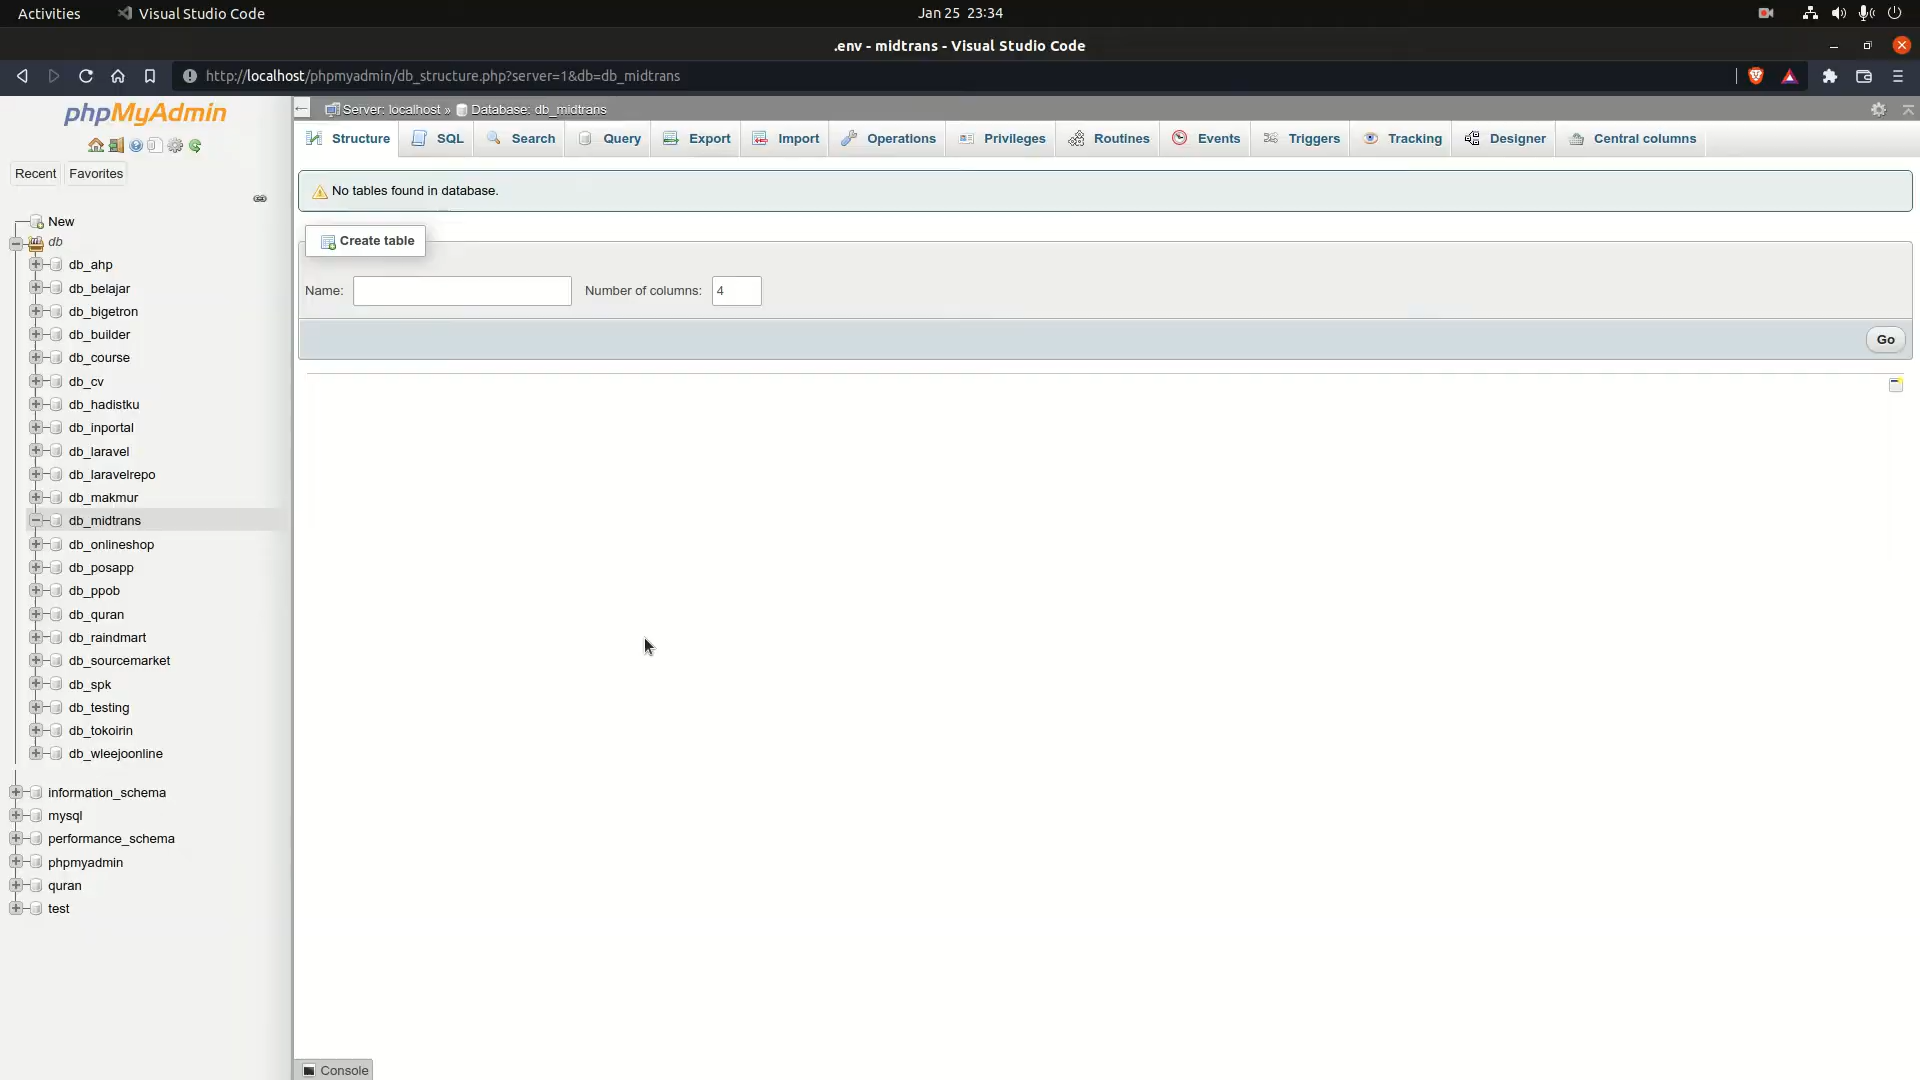 Activities Visual Studio Code Jan 25 23:34
.env - midtrans - Visual Studio Code
http://localhost/phpmyadmin/db_structure.php?server=1&db=db_midtrans
phpMyAdmin
Recent Favorites
New
db
db_ahp
db_belajar
db_bigetron
db_builder
db_course
db_cv
db_hadistku
db_inportal
db_laravel
db_laravelrepo
db_makmur
db_midtrans
db_onlineshop
db_posapp
db_ppob
db_quran
db_raindmart
db_sourcemarket
db_spk
db_testing
db_tokoirin
db_wleejoonline
information_schema
mysql
performance_schema
phpmyadmin
quran
test
Server: localhost » Database: db_midtrans
Structure SQL Search Query Export Import Operations Privileges Routines Events Triggers Tracking Designer Central columns
No tables found in database.
Create table
Name: Number of columns: 4
Go
Console